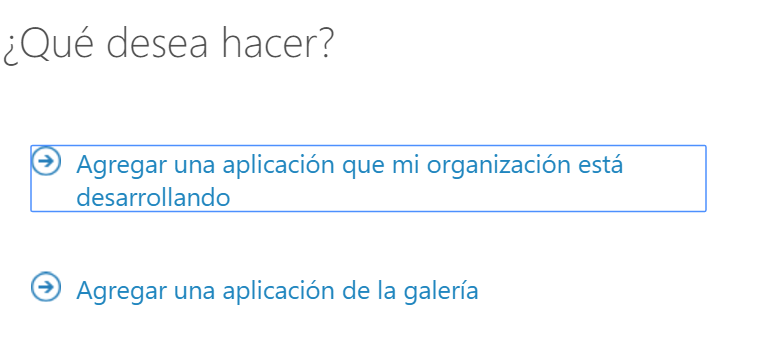 ¿Qué desea hacer?
Agregar una aplicación que mi organización está
desarrollando
Agregar una aplicación de la galería